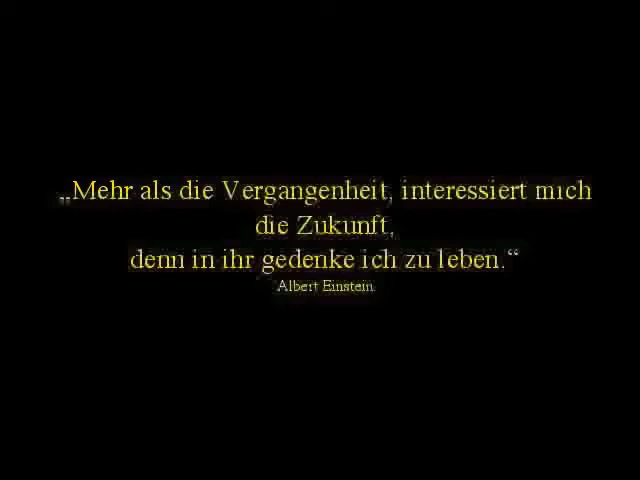 „Mehr als die Vergangenheit, interessiert mich
die Zukunft,
denn in ihr gedenke ich zu leben.“
Albert Einstein